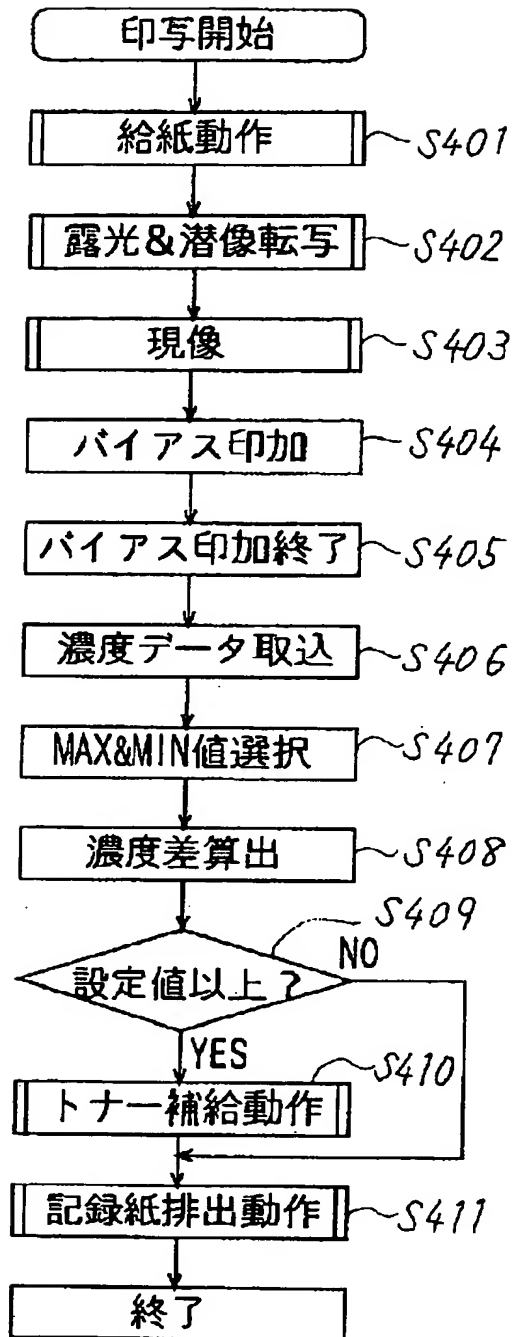 印写開始
給紙動作 S401
露光&潜像転写 S402
現像 S403
バイアス印加 S404
バイアス印加終了 S405
濃度データ取込 S406
MAX&MIN値選択 S407
濃度差算出 S408
S409
設定値以上? NO
YES
トナー補給動作 S410
記録紙排出動作 S411
終了